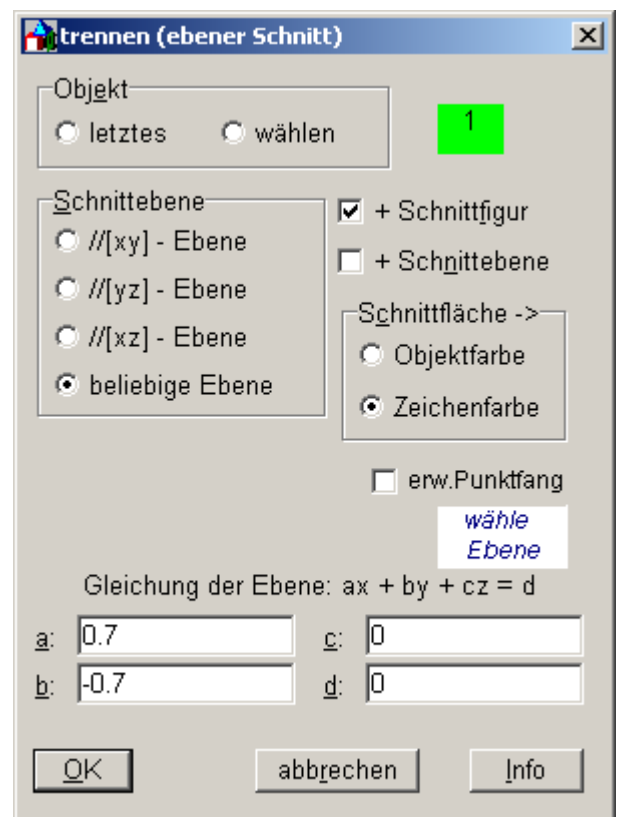 trennen (ebener Schnitt)
Objekt
letztes wählen
1
Schnittebene
//[xy] - Ebene
//[yz] - Ebene
//[xz] - Ebene
beliebige Ebene
+ Schnittfigur
+ Schnittebene
Schnittfläche ->
Objektfarbe
Zeichenfarbe
erw.Punktfang
wähle
Ebene
Gleichung der Ebene: ax + by + cz = d
a: 0.7 c: 0
b: -0.7 d: 0
OK abbrechen Info